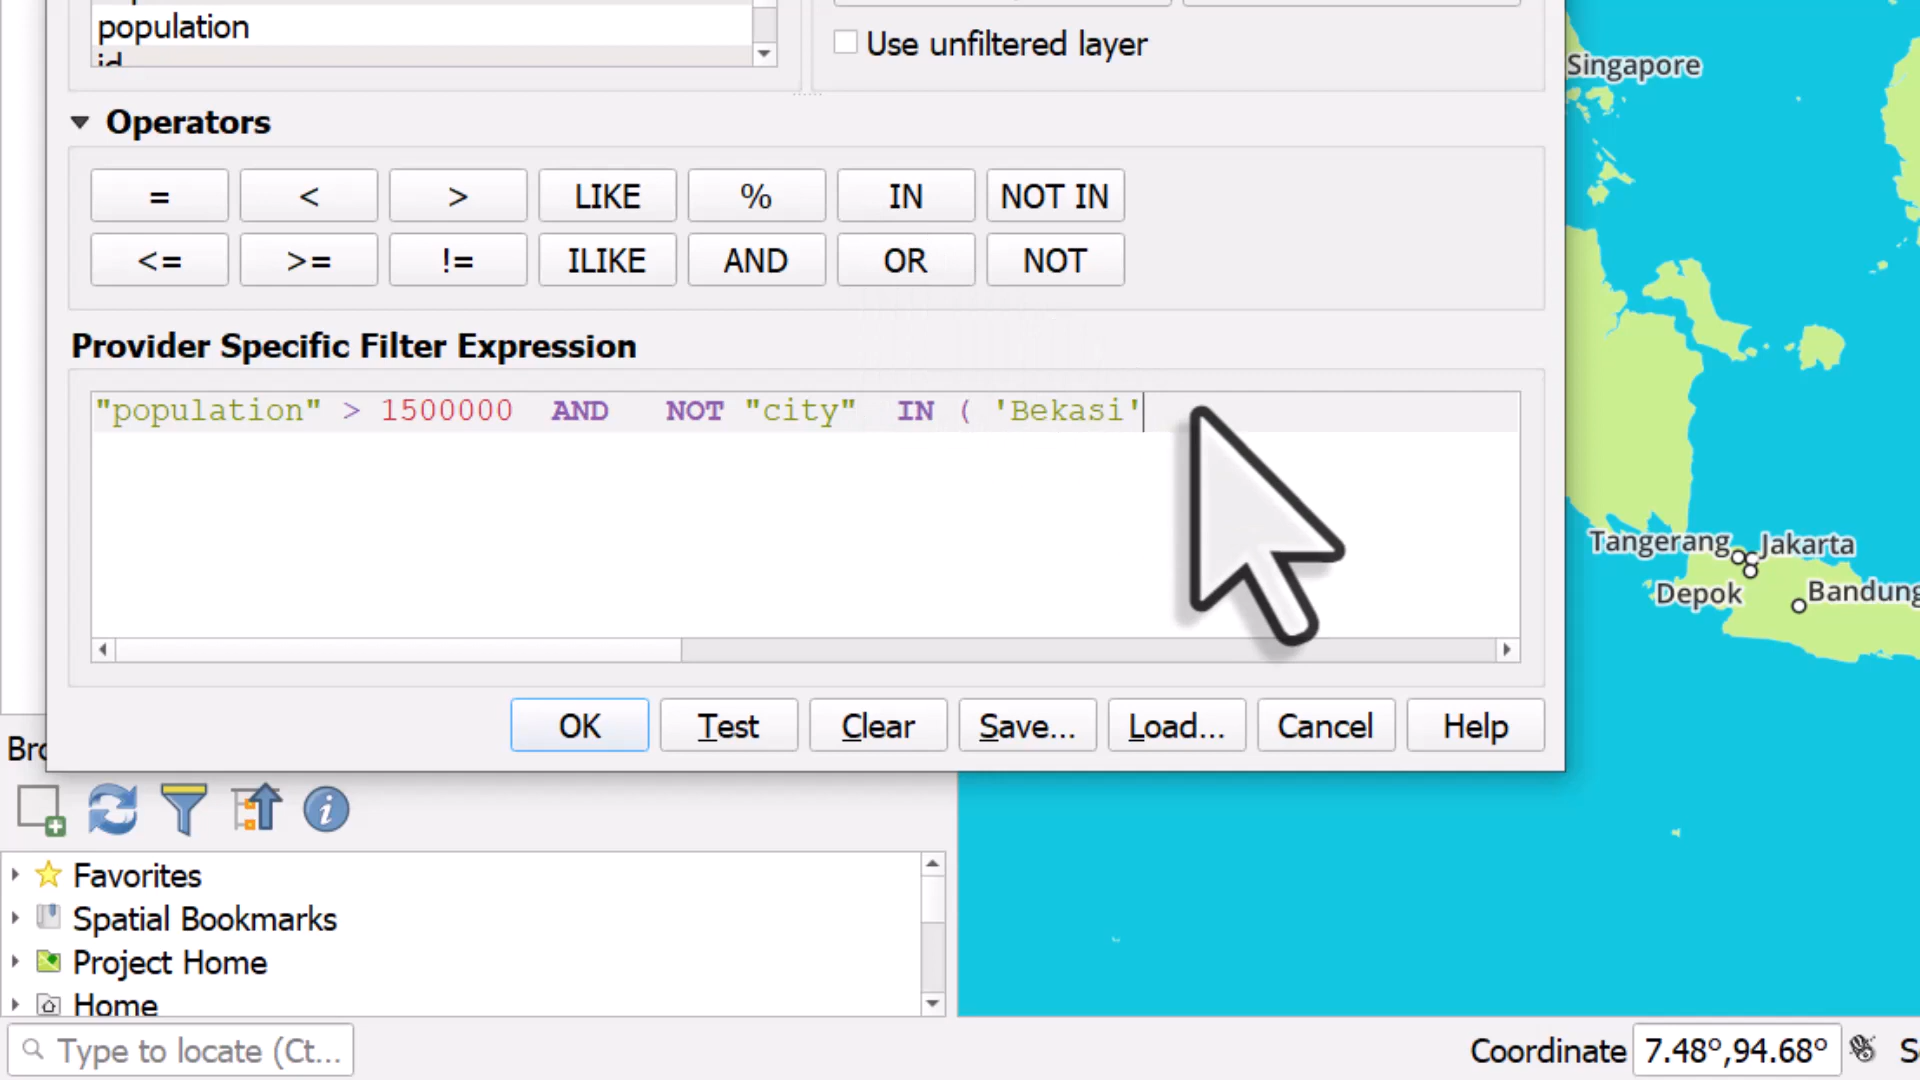 population
id
Use unfiltered layer
Singapore
Operators
= < > LIKE % IN NOT IN
<= >= != ILIKE AND OR NOT
Provider Specific Filter Expression
"population" > 1500000 AND NOT "city" IN ( 'Bekasi'
Tangerang Jakarta
Depok Bandung
OK Test Clear Save... Load... Cancel Help
Favorites
Spatial Bookmarks
Project Home
Home
Type to locate (Ct... Coordinate 7.48°,94.68°